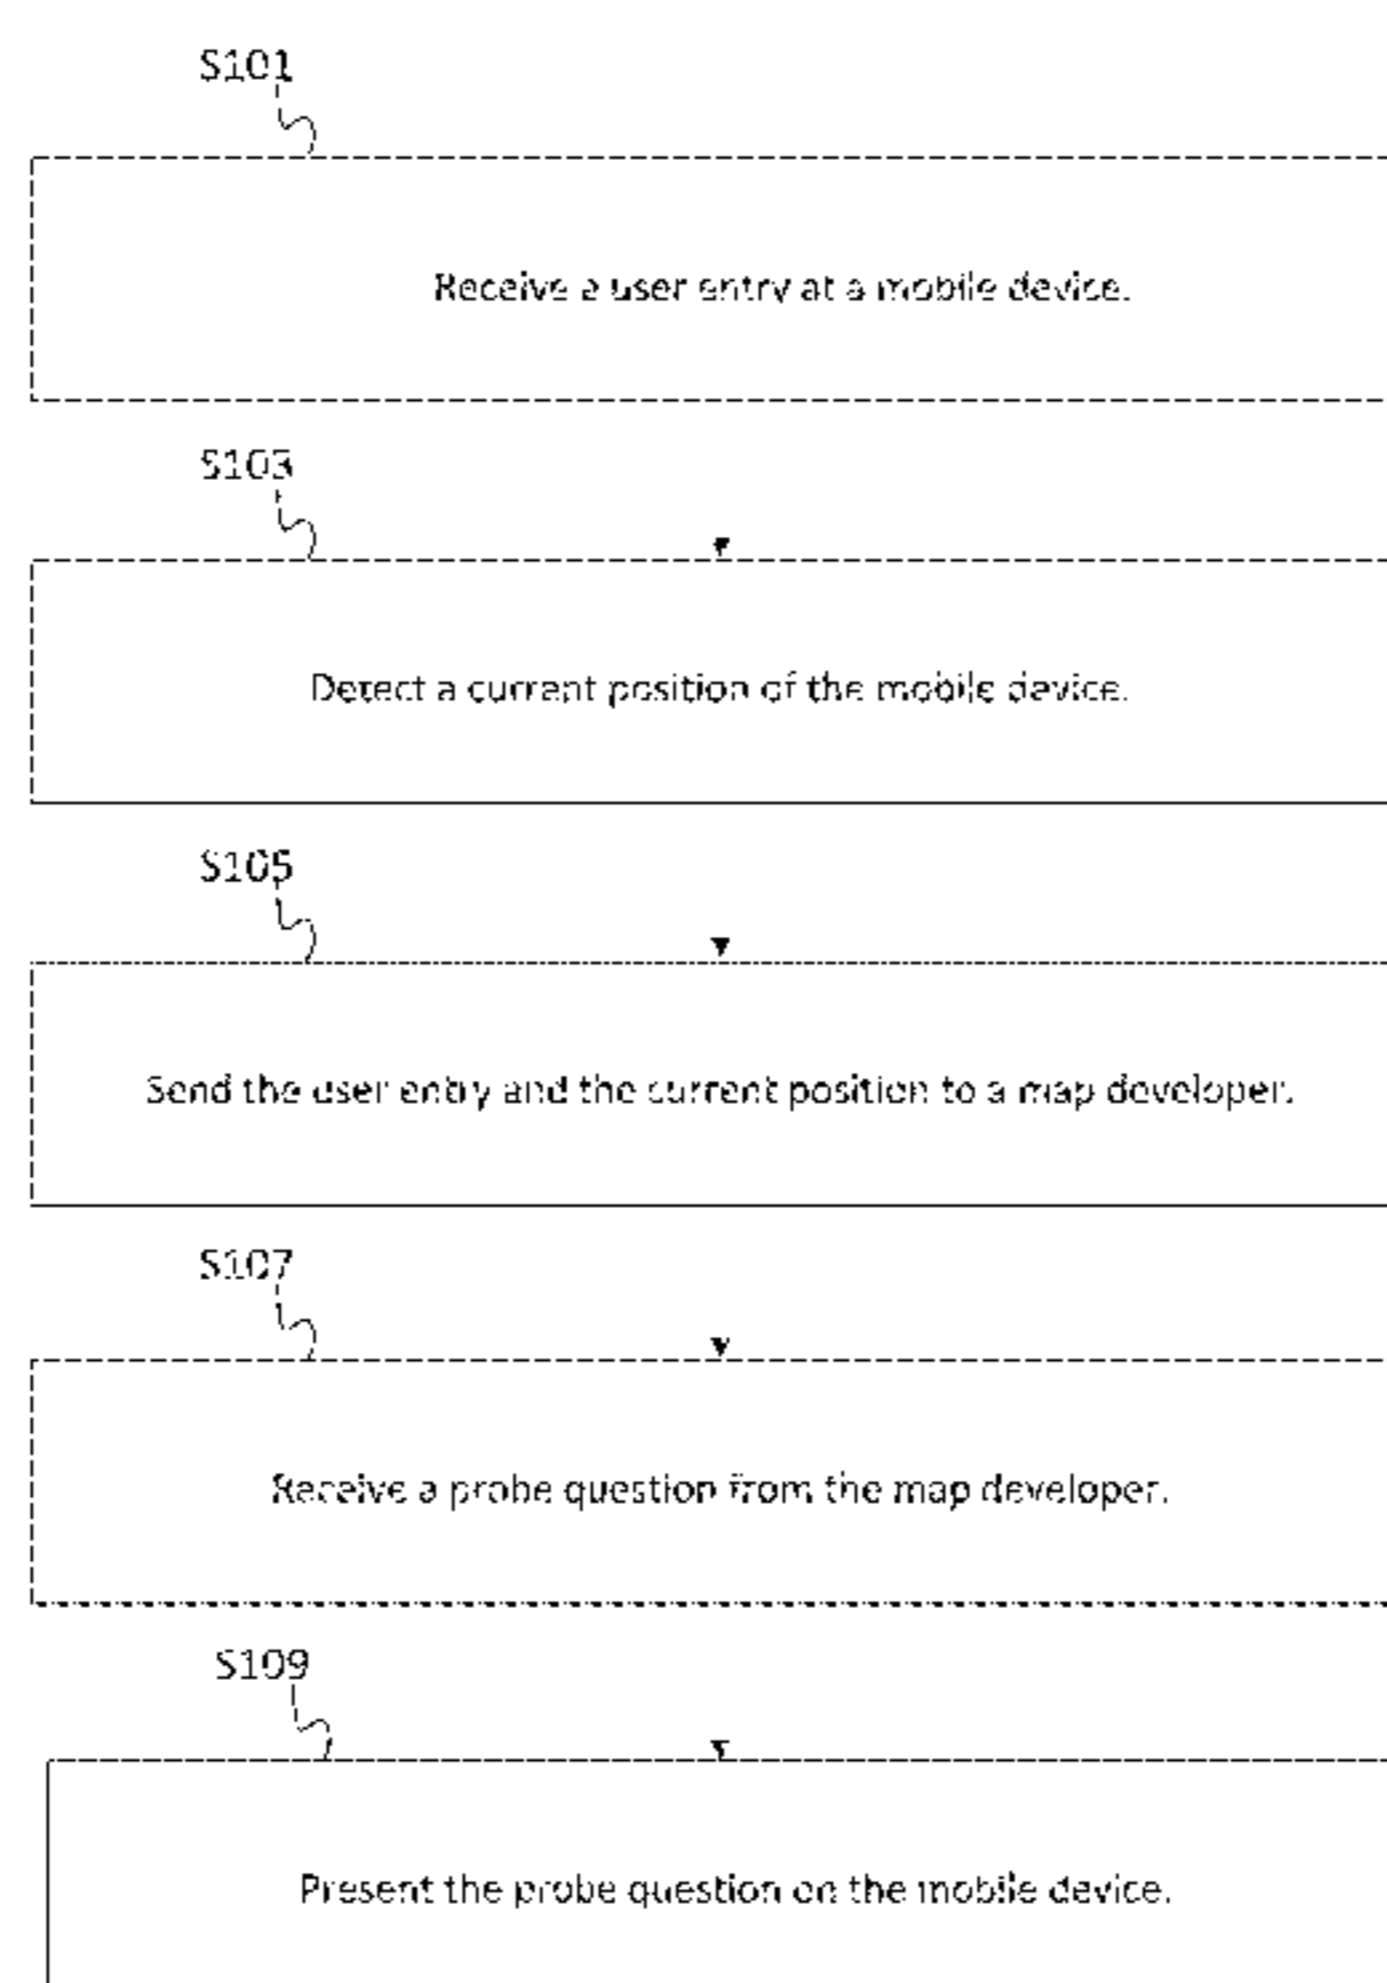 S101
Receive a user entry at a mobile device.
S103
Detect a current position of the mobile device.
S105
Send the user entry and the current position to a map developer.
S107
Receive a probe question from the map developer.
S109
Present the probe question on the mobile device.